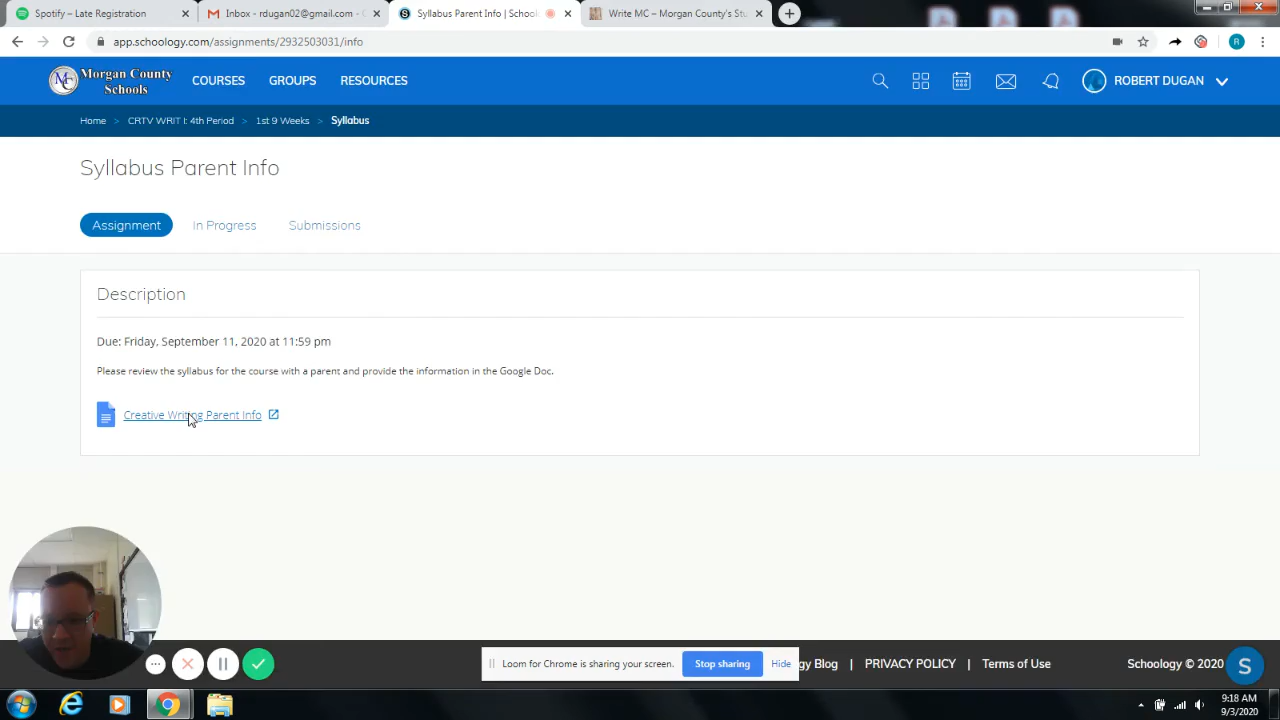 Spotify – Late Registration
Inbox - rdugan02@gmail.com -
Syllabus Parent Info | Schoolo
Write MC – Morgan County's Stu
app.schoology.com/assignments/2932503031/info
R
MC
Morgan County
Schools
COURSES
GROUPS
RESOURCES
ROBERT DUGAN
Home > CRTV WRIT I: 4th Period > 1st 9 Weeks > Syllabus
Syllabus Parent Info
Assignment
In Progress
Submissions
Description
Due: Friday, September 11, 2020 at 11:59 pm
Please review the syllabus for the course with a parent and provide the information in the Google Doc.
Creative Writing Parent Info
Loom for Chrome is sharing your screen.
Stop sharing
Hide
gy Blog | PRIVACY POLICY | Terms of Use
Schoology © 2020
S
9:18 AM
9/3/2020